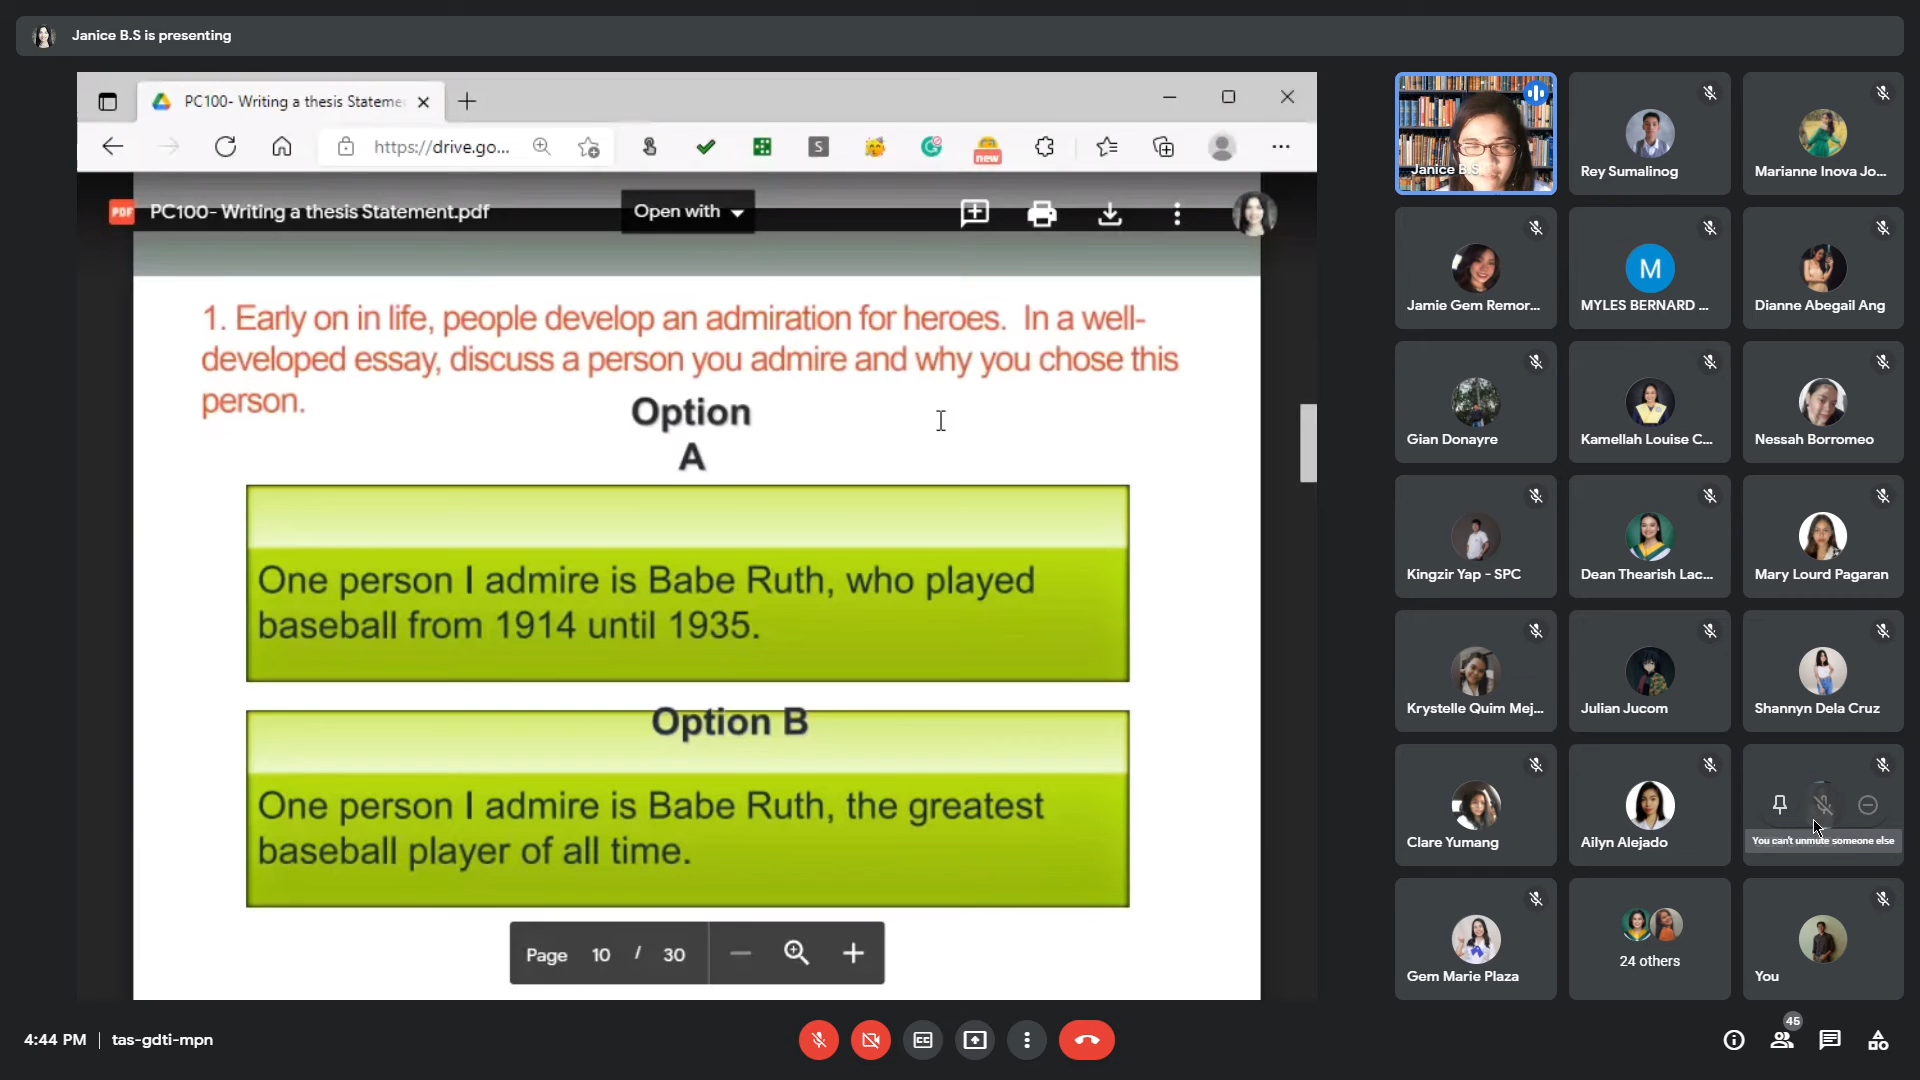 Janice B.S is presenting
PC100- Writing a thesis Stateme
https://drive.go...
S
new
PDF
PC100- Writing a thesis Statement.pdf
Open with
1. Early on in life, people develop an admiration for heroes. In a well-
developed essay, discuss a person you admire and why you chose this
person.
Option
A
One person I admire is Babe Ruth, who played
baseball from 1914 until 1935.
Option B
One person I admire is Babe Ruth, the greatest
baseball player of all time.
Page 10 / 30
Janice B.S
Rey Sumalinog
Marianne Inova Jo...
Jamie Gem Remor...
M
MYLES BERNARD ...
Dianne Abegail Ang
Gian Donayre
Kamellah Louise C...
Nessah Borromeo
Kingzir Yap - SPC
Dean Thearish Lac...
Mary Lourd Pagaran
Krystelle Quim Mej...
Julian Jucom
Shannyn Dela Cruz
Clare Yumang
Ailyn Alejado
You can't unmute someone else
Gem Marie Plaza
24 others
You
4:44 PM | tas-gdti-mpn
CC
45